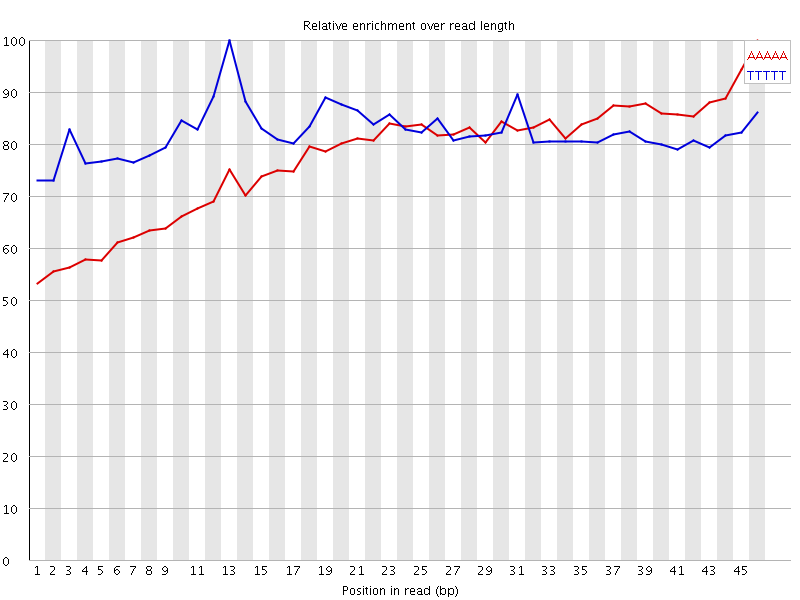 Relative enrichment over read length
100
90
80
70
60
50
40
30
20
10
0
AAAAA
TTTTT
1 2 3 4 5 6 7 8 9 11 13 15 17 19 21 23 25 27 29 31 33 35 37 39 41 43 45
Position in read (bp)